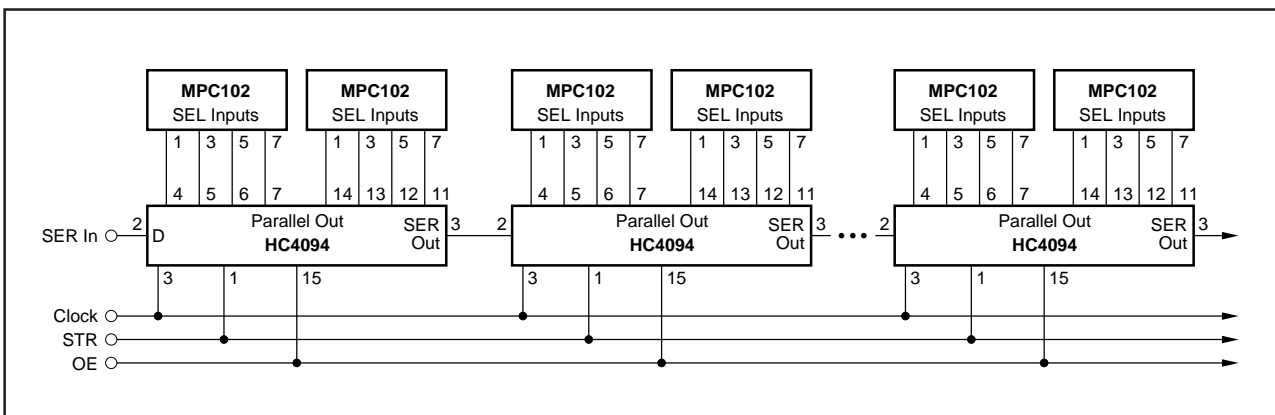 MPC102 MPC102 MPC102 MPC102 MPC102 MPC102
SEL Inputs SEL Inputs SEL Inputs SEL Inputs SEL Inputs SEL Inputs
1 3 5 7 1 3 5 7 1 3 5 7 1 3 5 7 1 3 5 7 1 3 5 7
4 5 6 7 14 13 12 11 4 5 6 7 14 13 12 11 4 5 6 7 14 13 12 11
Parallel Out SER Parallel Out SER Parallel Out SER
SER In 2 D Out 3 2 Out 3 2 Out 3
HC4094 HC4094 HC4094
3 1 15 3 1 15 3 1 15
Clock
STR
OE